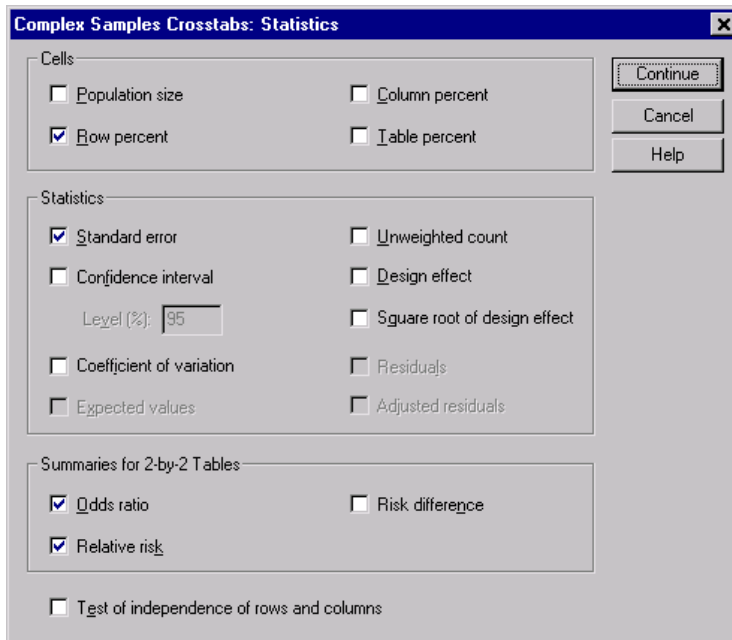 Complex Samples Crosstabs: Statistics
Cells
Population size
Column percent
Row percent
Table percent
Continue
Cancel
Help
Statistics
Standard error
Unweighted count
Confidence interval
Design effect
Level (%): 95
Square root of design effect
Coefficient of variation
Residuals
Expected values
Adjusted residuals
Summaries for 2-by-2 Tables
Odds ratio
Risk difference
Relative risk
Test of independence of rows and columns